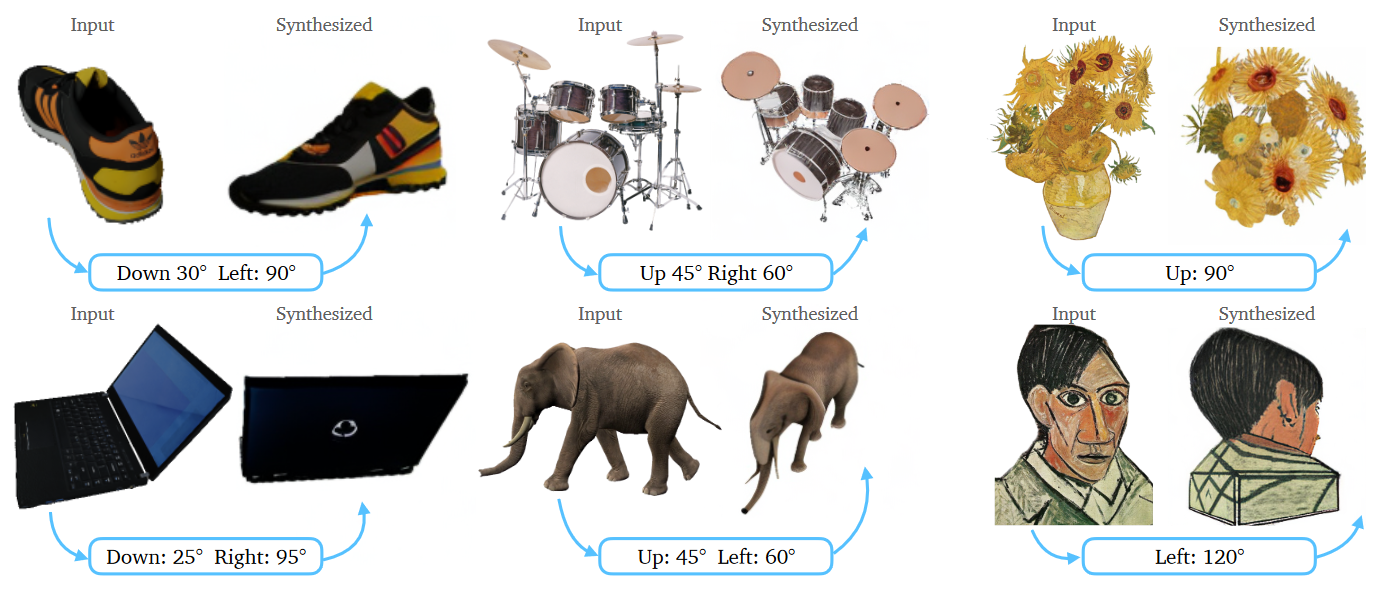 Input Synthesized Input Synthesized Input Synthesized
adidas
Down 30° Left: 90° Up 45° Right 60° Up: 90°
Input Synthesized Input Synthesized Input Synthesized
Down: 25° Right: 95° Up: 45° Left: 60° Left: 120°